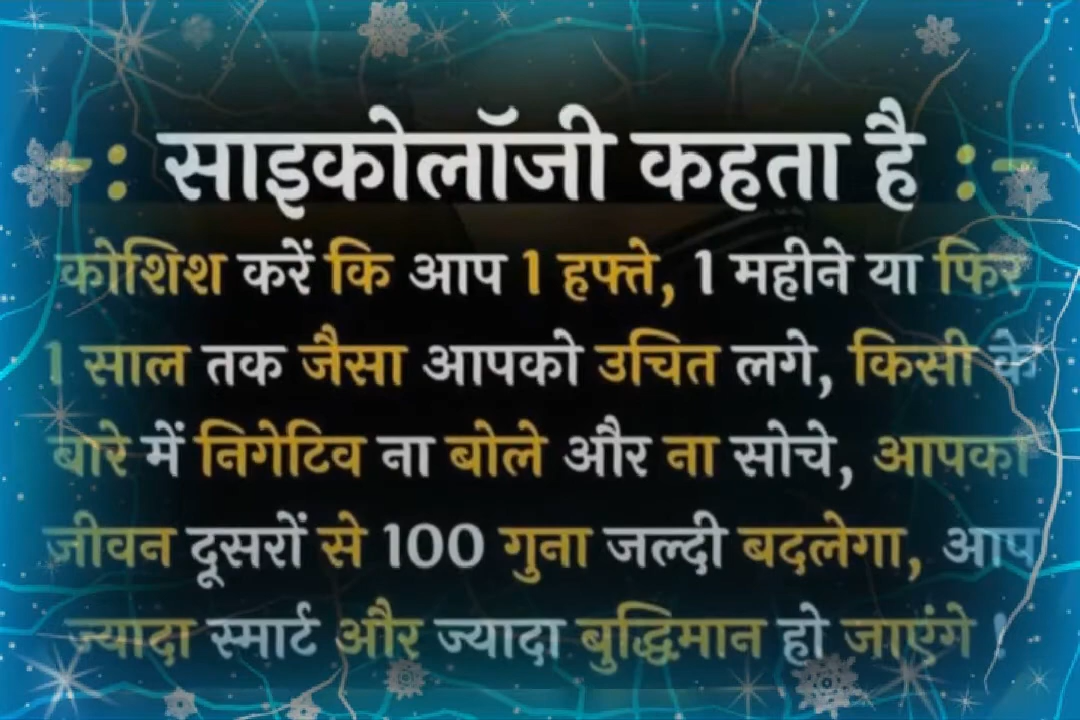 -: साइकोलॉजी कहता है :-
कोशिश करें कि आप 1 हफ्ते, 1 महीने या फिर
1 साल तक जैसा आपको उचित लगे, किसी के
बारे में निगेटिव ना बोले और ना सोचे, आपका
जीवन दूसरों से 100 गुना जल्दी बदलेगा, आप
ज्यादा स्मार्ट और ज्यादा बुद्धिमान हो जाएंगे !